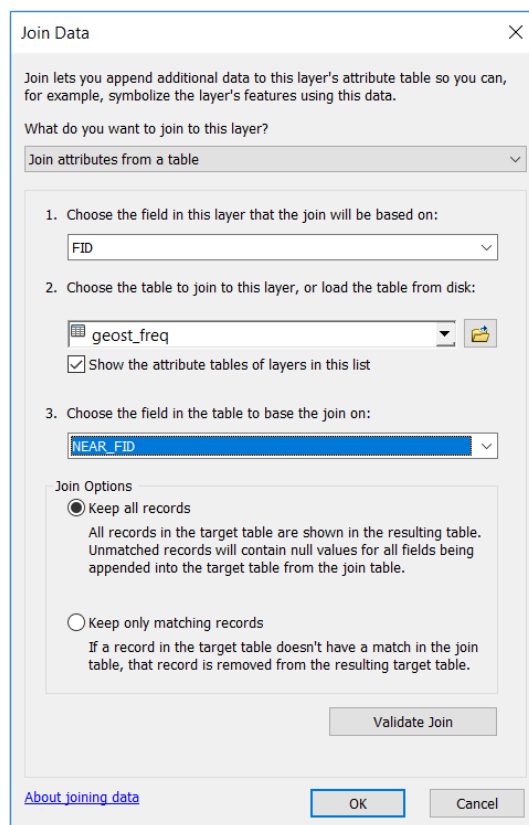 Join Data
Join lets you append additional data to this layer's attribute table so you can,
for example, symbolize the layer's features using this data.
What do you want to join to this layer?
Join attributes from a table
1. Choose the field in this layer that the join will be based on:
FID
2. Choose the table to join to this layer, or load the table from disk:
geost_freq
Show the attribute tables of layers in this list
3. Choose the field in the table to base the join on:
NEAR_FID
Join Options
Keep all records
All records in the target table are shown in the resulting table.
Unmatched records will contain null values for all fields being
appended into the target table from the join table.
Keep only matching records
If a record in the target table doesn't have a match in the join
table, that record is removed from the resulting target table.
Validate Join
About joining data
OK
Cancel